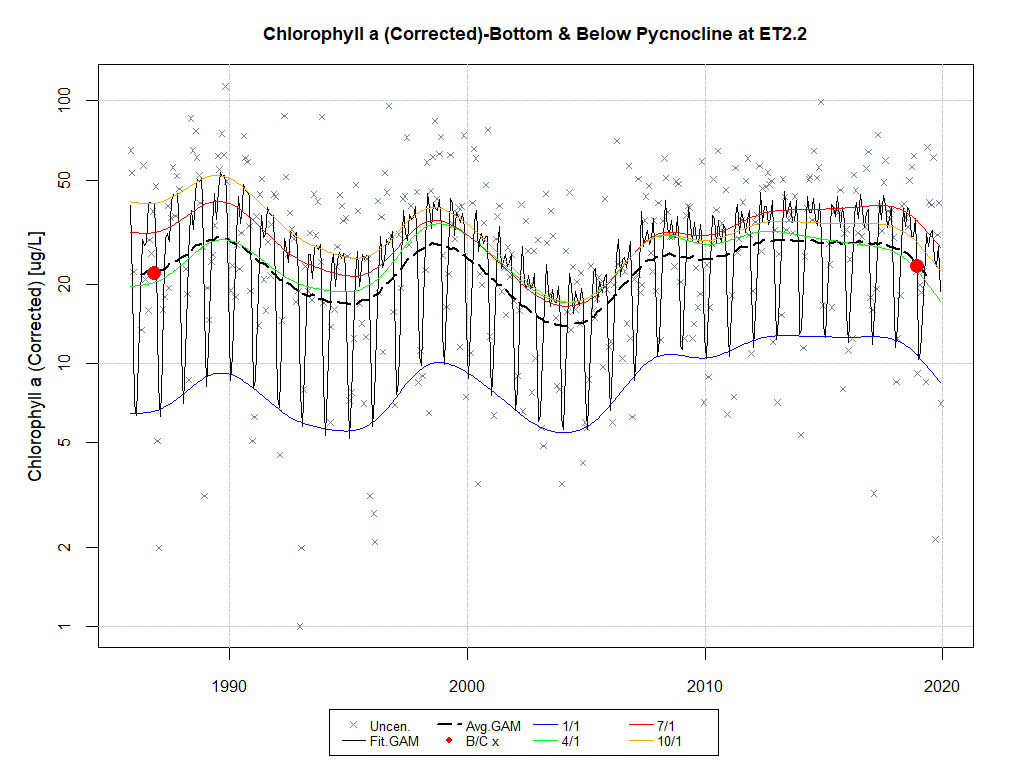 Chlorophyll a (Corrected)-Bottom & Below Pycnocline at ET2.2
Chlorophyll a (Corrected) [ug/L]
100
50
20
10
5
2
1
1990 2000 2010 2020
Uncen. Avg.GAM 1/1 7/1
Fit.GAM B/C x 4/1 10/1